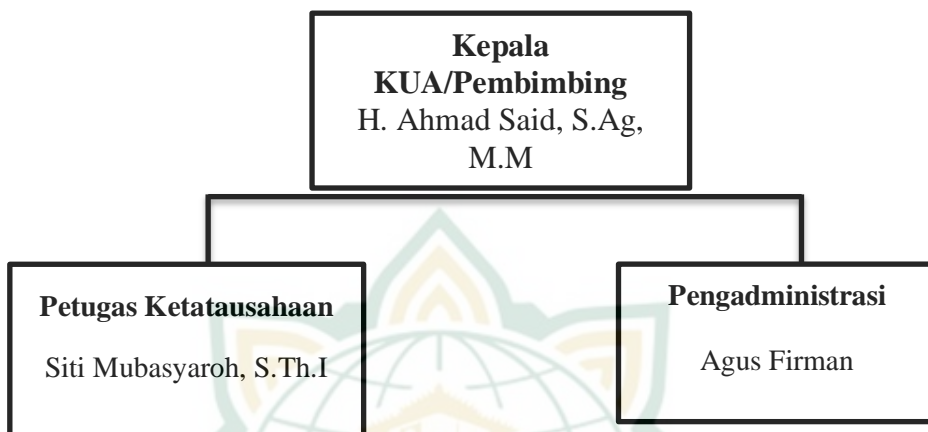 Kepala
KUA/Pembimbing
H. Ahmad Said, S.Ag,
M.M
Petugas Ketatausahaan
Siti Mubasyaroh, S.Th.I
Pengadministrasi
Agus Firman